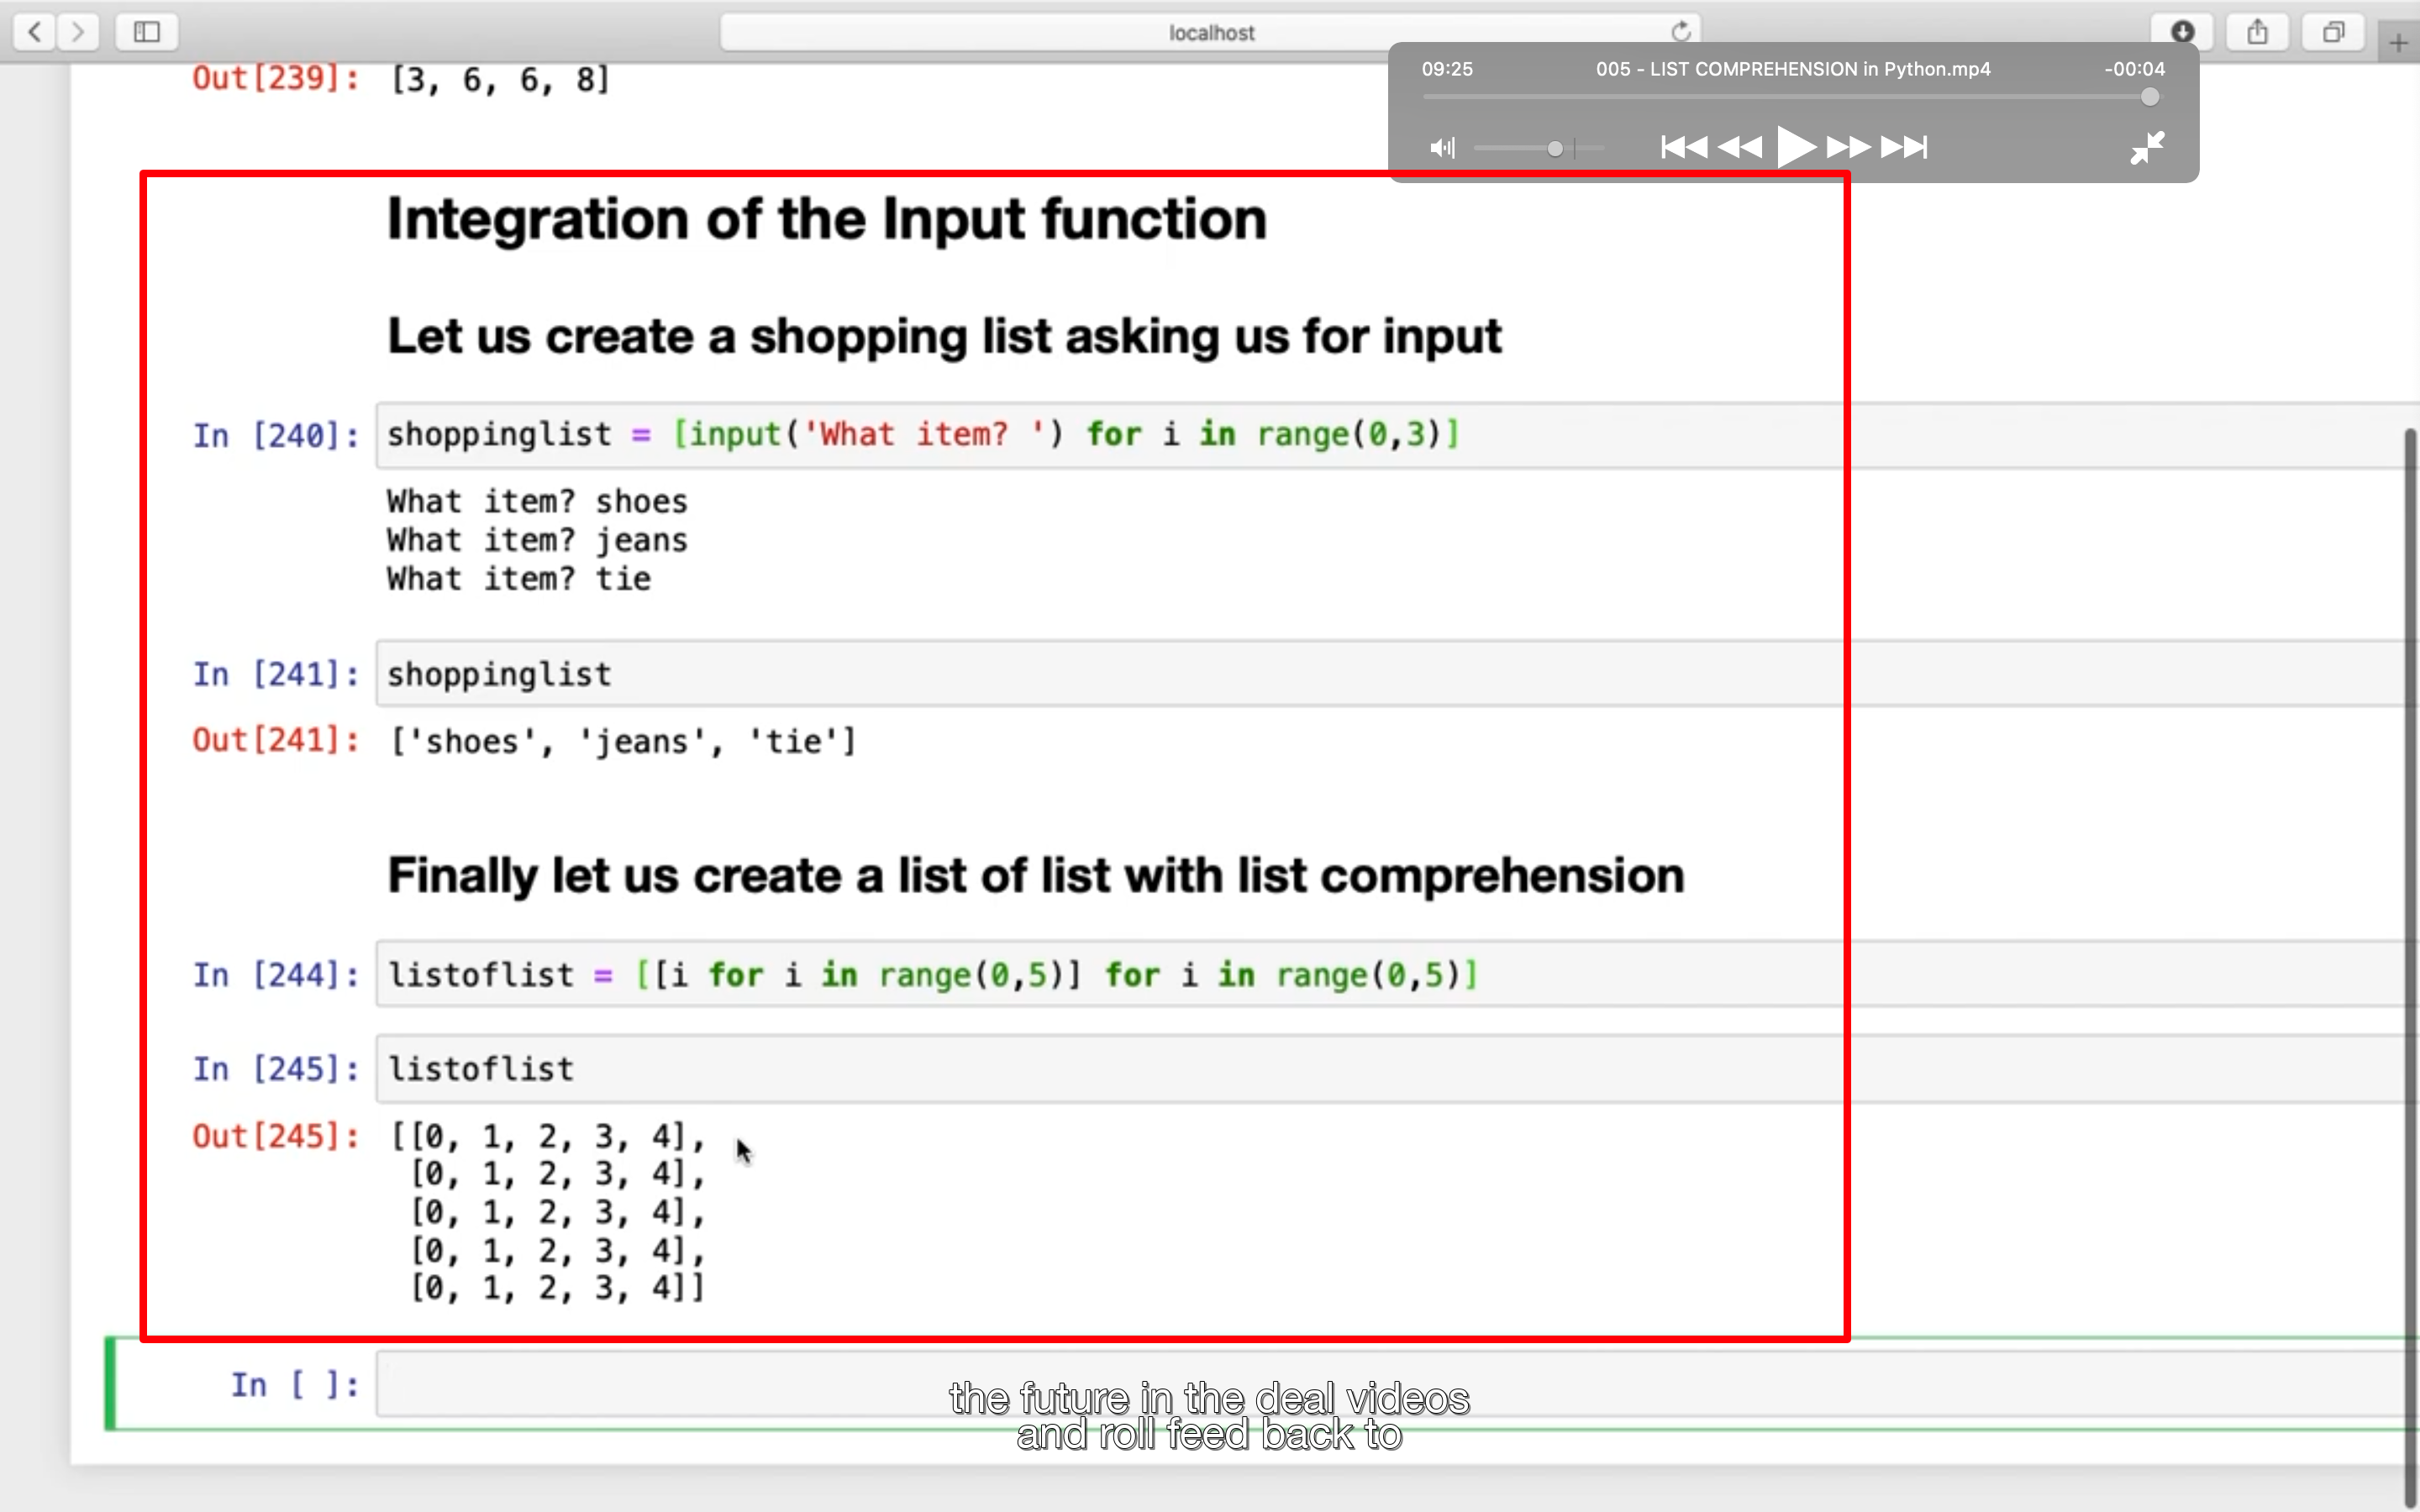 localhost
09:25 005 - LIST COMPREHENSION in Python.mp4 -00:04
Out[239]: [3, 6, 6, 8]
Integration of the Input function
Let us create a shopping list asking us for input
In [240]: shoppinglist = [input('What item? ') for i in range(0,3)]
What item? shoes
What item? jeans
What item? tie
In [241]: shoppinglist
Out[241]: ['shoes', 'jeans', 'tie']
Finally let us create a list of list with list comprehension
In [244]: listoflist = [[i for i in range(0,5)] for i in range(0,5)]
In [245]: listoflist
Out[245]: [[0, 1, 2, 3, 4],
[0, 1, 2, 3, 4],
[0, 1, 2, 3, 4],
[0, 1, 2, 3, 4],
[0, 1, 2, 3, 4]]
In [ ]:
the future in the deal videos
and roll feed back to